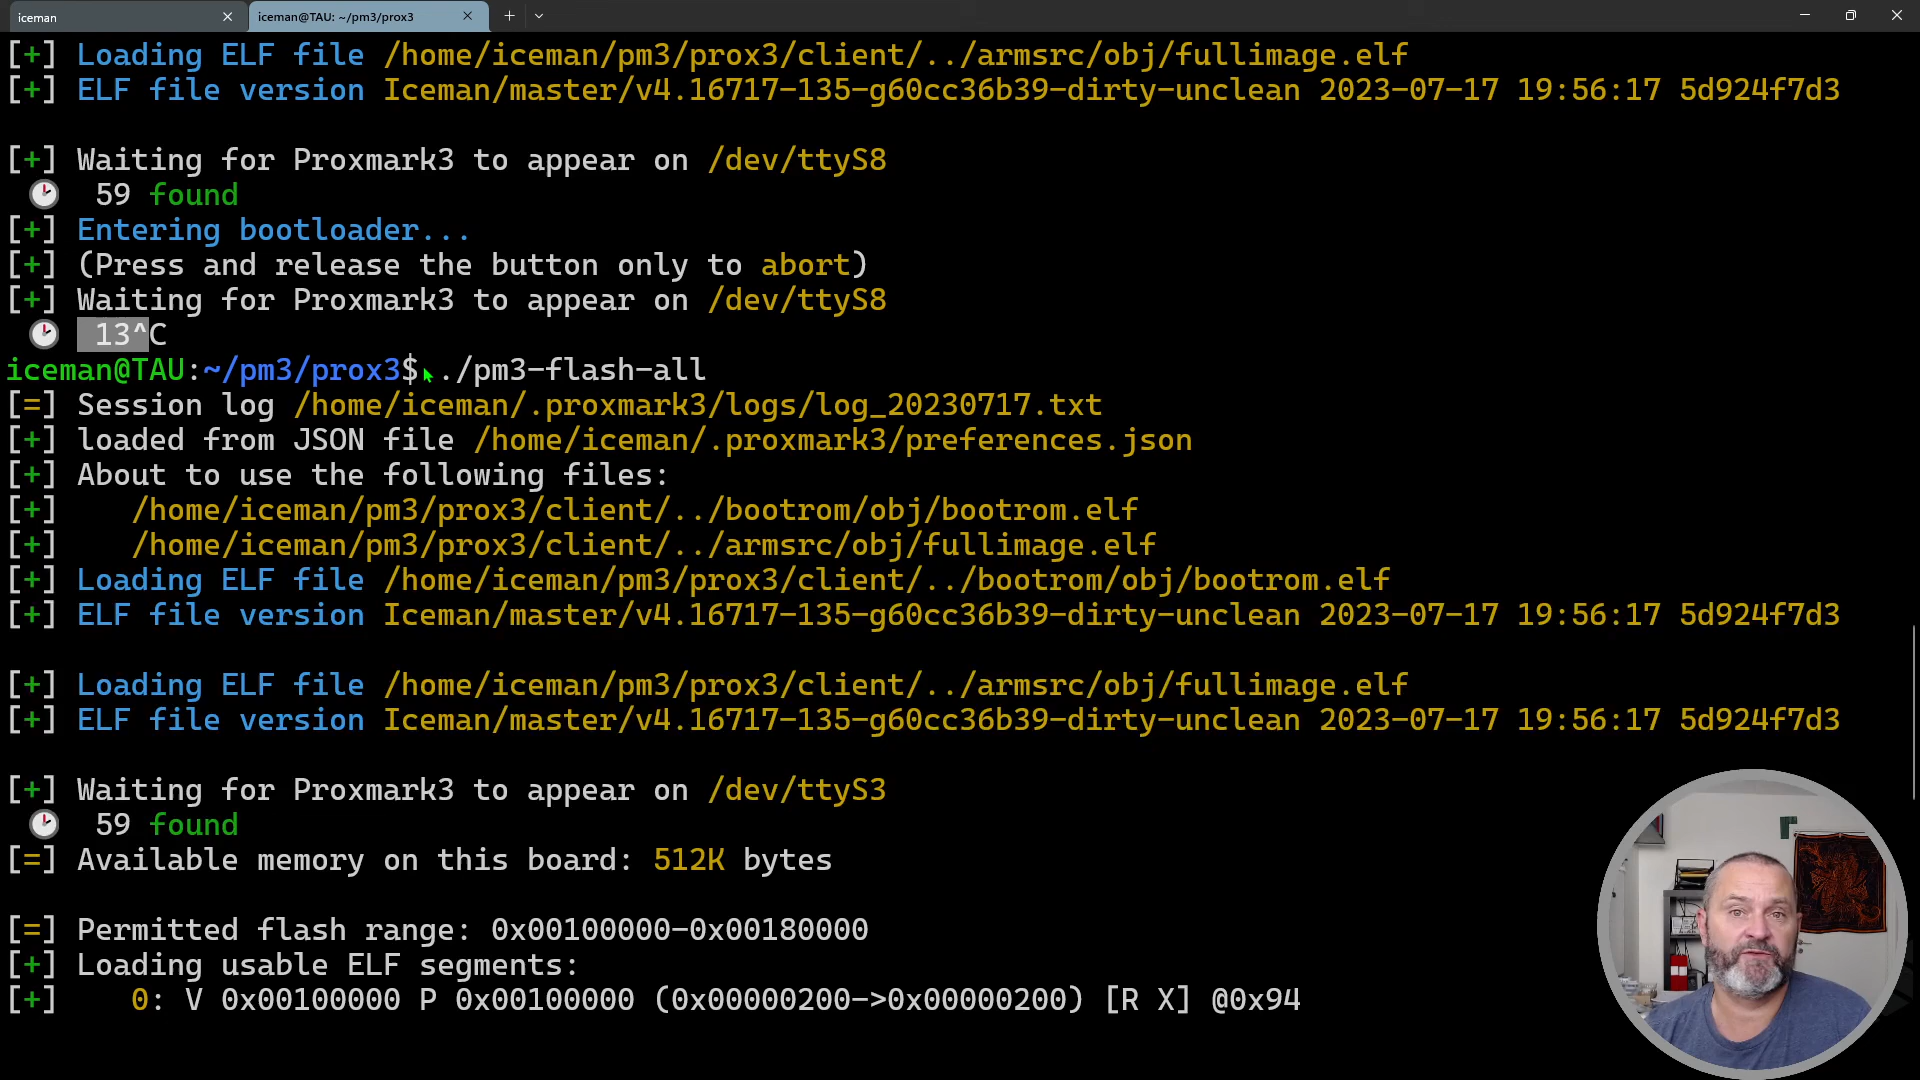 iceman
iceman@TAU: ~/pm3/prox3
[+] Loading ELF file /home/iceman/pm3/prox3/client/../armsrc/obj/fullimage.elf
[+] ELF file version Iceman/master/v4.16717-135-g60cc36b39-dirty-unclean 2023-07-17 19:56:17 5d924f7d3
[+] Waiting for Proxmark3 to appear on /dev/ttyS8
59 found
[+] Entering bootloader...
[+] (Press and release the button only to abort)
[+] Waiting for Proxmark3 to appear on /dev/ttyS8
13^C
iceman@TAU:~/pm3/prox3$ ./pm3-flash-all
[=] Session log /home/iceman/.proxmark3/logs/log_20230717.txt
[+] loaded from JSON file /home/iceman/.proxmark3/preferences.json
[+] About to use the following files:
[+] /home/iceman/pm3/prox3/client/../bootrom/obj/bootrom.elf
[+] /home/iceman/pm3/prox3/client/../armsrc/obj/fullimage.elf
[+] Loading ELF file /home/iceman/pm3/prox3/client/../bootrom/obj/bootrom.elf
[+] ELF file version Iceman/master/v4.16717-135-g60cc36b39-dirty-unclean 2023-07-17 19:56:17 5d924f7d3
[+] Loading ELF file /home/iceman/pm3/prox3/client/../armsrc/obj/fullimage.elf
[+] ELF file version Iceman/master/v4.16717-135-g60cc36b39-dirty-unclean 2023-07-17 19:56:17 5d924f7d3
[+] Waiting for Proxmark3 to appear on /dev/ttyS3
59 found
[=] Available memory on this board: 512K bytes
[=] Permitted flash range: 0x00100000-0x00180000
[+] Loading usable ELF segments:
[+] 0: V 0x00100000 P 0x00100000 (0x00000200->0x00000200) [R X] @0x94